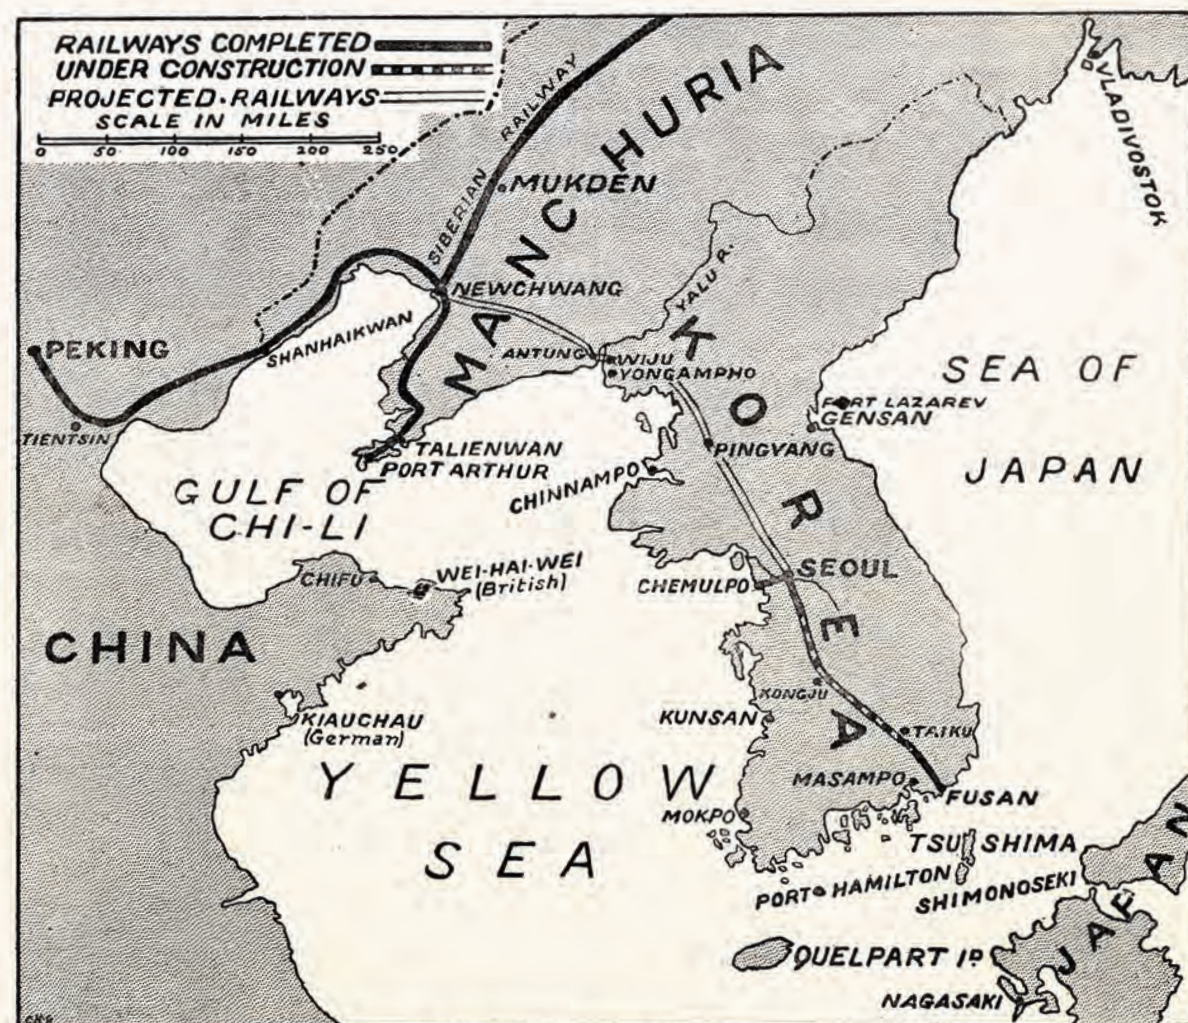 RAILWAYS COMPLETED
UNDER CONSTRUCTION
PROJECTED·RAILWAYS
SCALE IN MILES
0 50 100 150 200 250
MANCHURIA
SIBERIAN RAILWAY
VLADIVOSTOK
MUKDEN
YALU R.
NEWCHWANG
SHANHAIKWAN
PEKING
ANTUNG
WIJU
YONGAMPHO
KOREA
SEA OF
JAPAN
PORT LAZAREV
GENSAN
TIENTSIN
TALIENWAN
PORT ARTHUR
PINGYANG
CHINNAMPO
GULF OF
CHI-LI
CHIFU
WEI-HAI-WEI
(British)
SEOUL
CHEMULPO
CHINA
KONGJU
KIAUCHAU
(German)
KUNSAN
TAIKU
YELLOW
SEA
MASAMPO
FUSAN
MOKPO
TSU SHIMA
PORT HAMILTON
SHIMONOSEKI
JAPAN
QUELPART ID
NAGASAKI